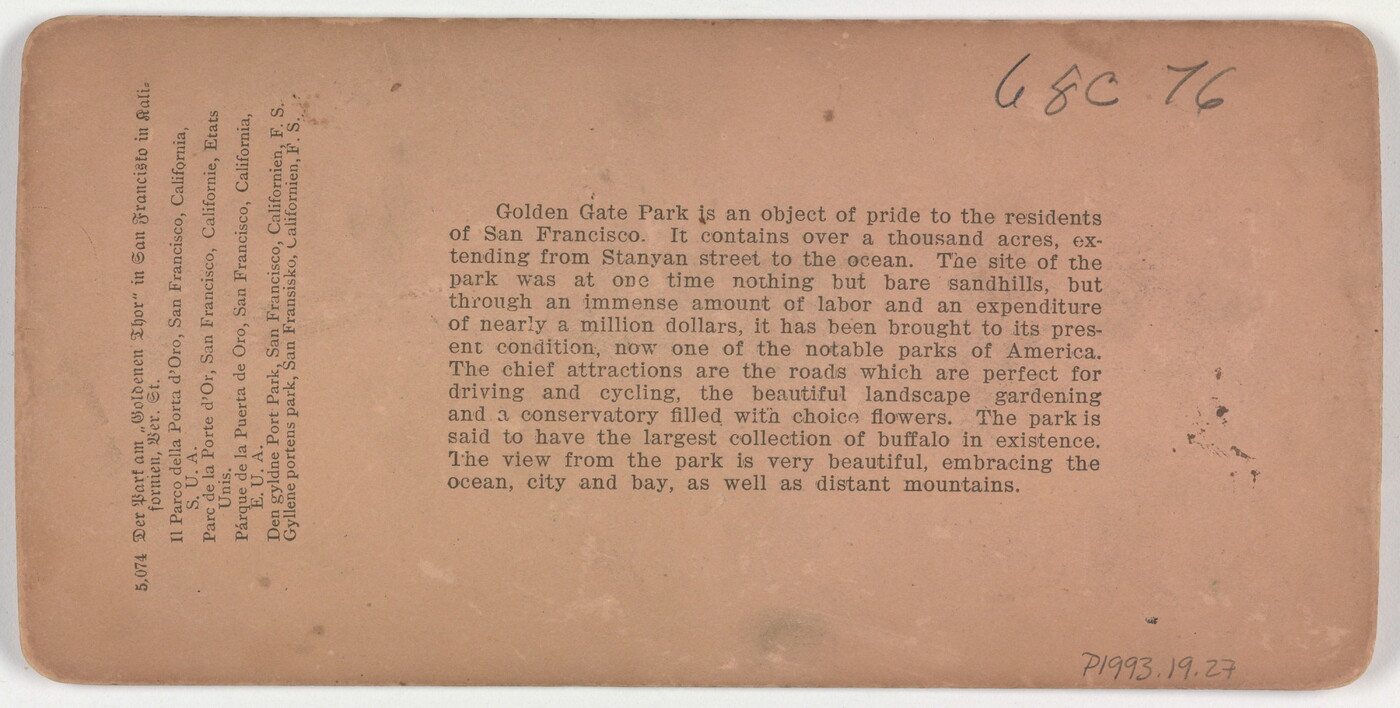 68C 76
Golden Gate Park is an object of pride to the residents
of San Francisco. It contains over a thousand acres, ex-
tending from Stanyan street to the ocean. The site of the
park was at one time nothing but bare sandhills, but
through an immense amount of labor and an expenditure
of nearly a million dollars, it has been brought to its pres-
ent condition, now one of the notable parks of America.
The chief attractions are the roads which are perfect for
driving and cycling, the beautiful landscape gardening
and a conservatory filled with choice flowers. The park is
said to have the largest collection of buffalo in existence.
The view from the park is very beautiful, embracing the
ocean, city and bay, as well as distant mountains.
5,074 Der Park am „Goldenen Thor“ in San Francisko in Kali-
fornien, Ver. St.
Il Parco della Porta d'Oro, San Francisco, California,
S. U. A.
Parc de la Porte d'Or, San Francisco, Californie, Etats
Unis.
Párque de la Puerta de Oro, San Francisco, California,
E. U. A.
Den gyldne Port Park, San Francisco, Californien, F. S.
Gyllene portens park, San Fransisko, Californien, F. S.
P1993.19.27